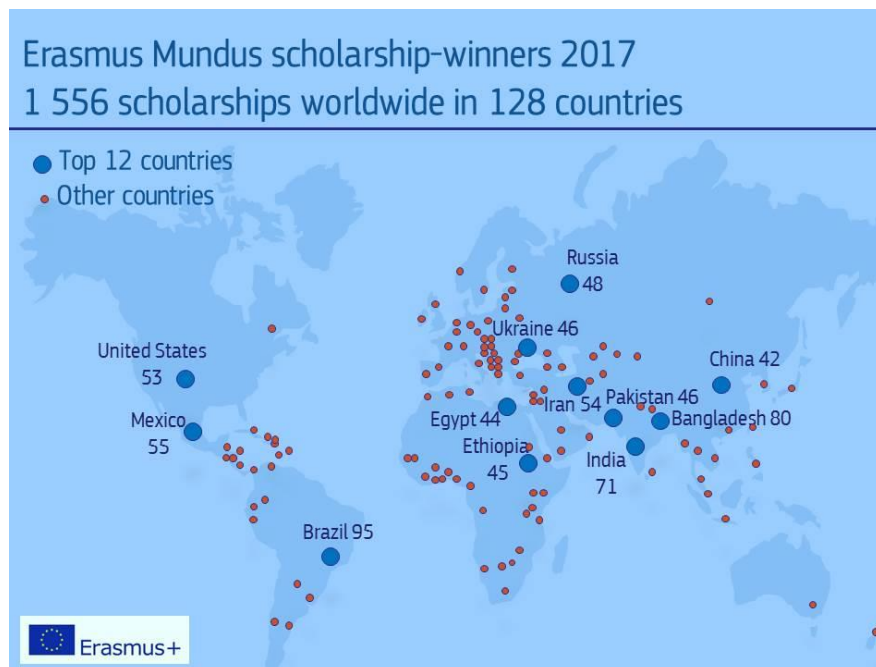 Erasmus Mundus scholarship-winners 2017
1 556 scholarships worldwide in 128 countries
Top 12 countries
Other countries
Russia
48
Ukraine 46
United States
53
China 42
Iran 54
Pakistan 46
Mexico
55
Egypt 44
Bangladesh 80
Ethiopia
45
India
71
Brazil 95
Erasmus+